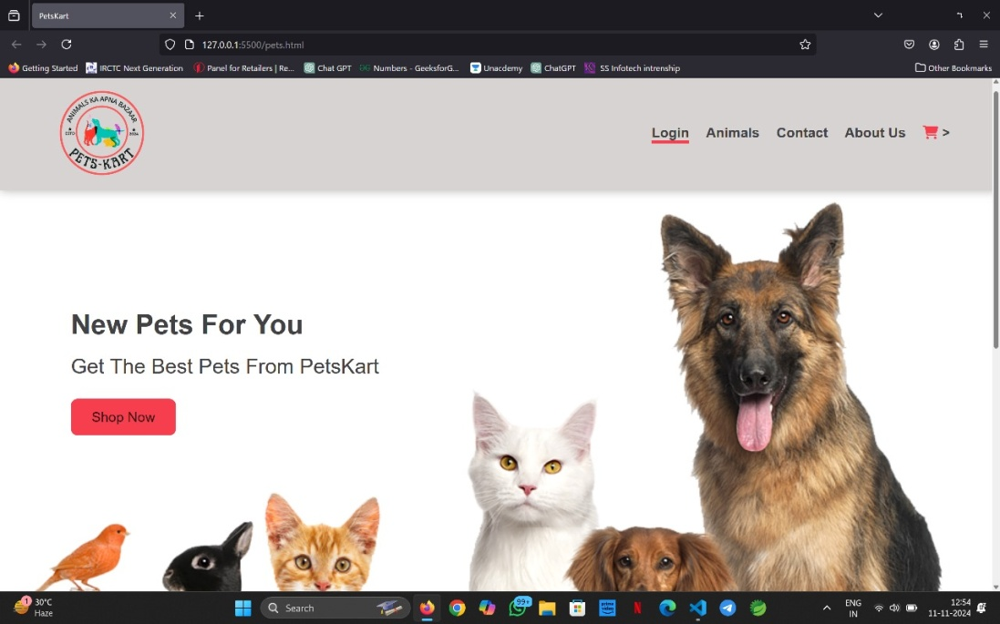 PetsKart
127.0.0.1:5500/pets.html
Getting Started
IRCTC Next Generation
Panel for Retailers | Re...
Chat GPT
Numbers - GeeksforG...
Unacdemy
ChatGPT
SS Infotech intrenship
Other Bookmarks
ANIMALS KA APNA BAZAAR
ESTD 2024
PETS-KART
Login
Animals
Contact
About Us
>
New Pets For You
Get The Best Pets From PetsKart
Shop Now
1
30°C
Haze
Search
99+
prime video
N
ENG
IN
12:54
11-11-2024